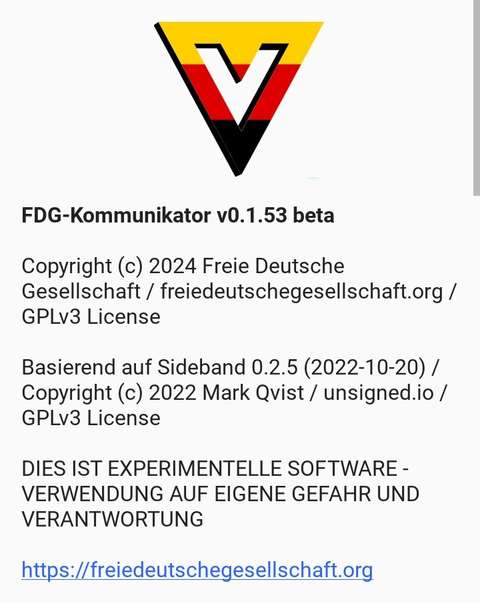 FDG-Kommunikator v0.1.53 beta
Copyright (c) 2024 Freie Deutsche
Gesellschaft / freiedeutschegesellschaft.org /
GPLv3 License
Basierend auf Sideband 0.2.5 (2022-10-20) /
Copyright (c) 2022 Mark Qvist / unsigned.io /
GPLv3 License
DIES IST EXPERIMENTELLE SOFTWARE -
VERWENDUNG AUF EIGENE GEFAHR UND
VERANTWORTUNG
https://freiedeutschegesellschaft.org